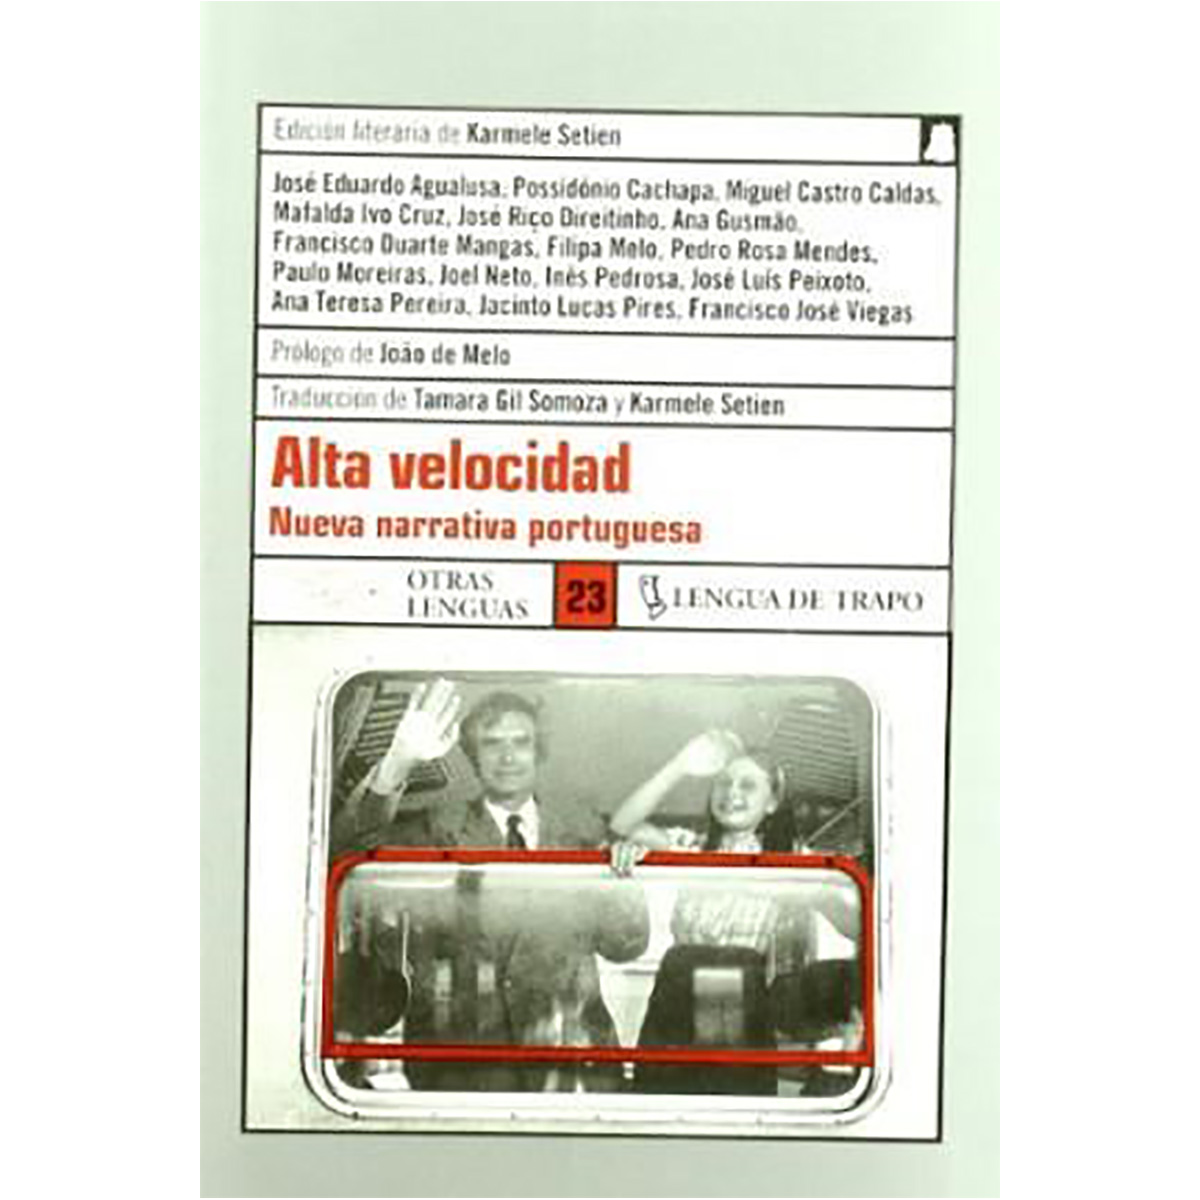 Edición literaria de Karmele Setien
José Eduardo Agualusa, Possidónio Cachapa, Miguel Castro Caldas,
Mafalda Ivo Cruz, José Riço Direitinho, Ana Gusmão,
Francisco Duarte Mangas, Filipa Melo, Pedro Rosa Mendes,
Paulo Moreiras, Joel Neto, Inês Pedrosa, José Luís Peixoto,
Ana Teresa Pereira, Jacinto Lucas Pires, Francisco José Viegas
Prólogo de João de Melo
Traducción de Tamara Gil Somoza y Karmele Setien
Alta velocidad
Nueva narrativa portuguesa
OTRAS
LENGUAS
23
LENGUA DE TRAPO